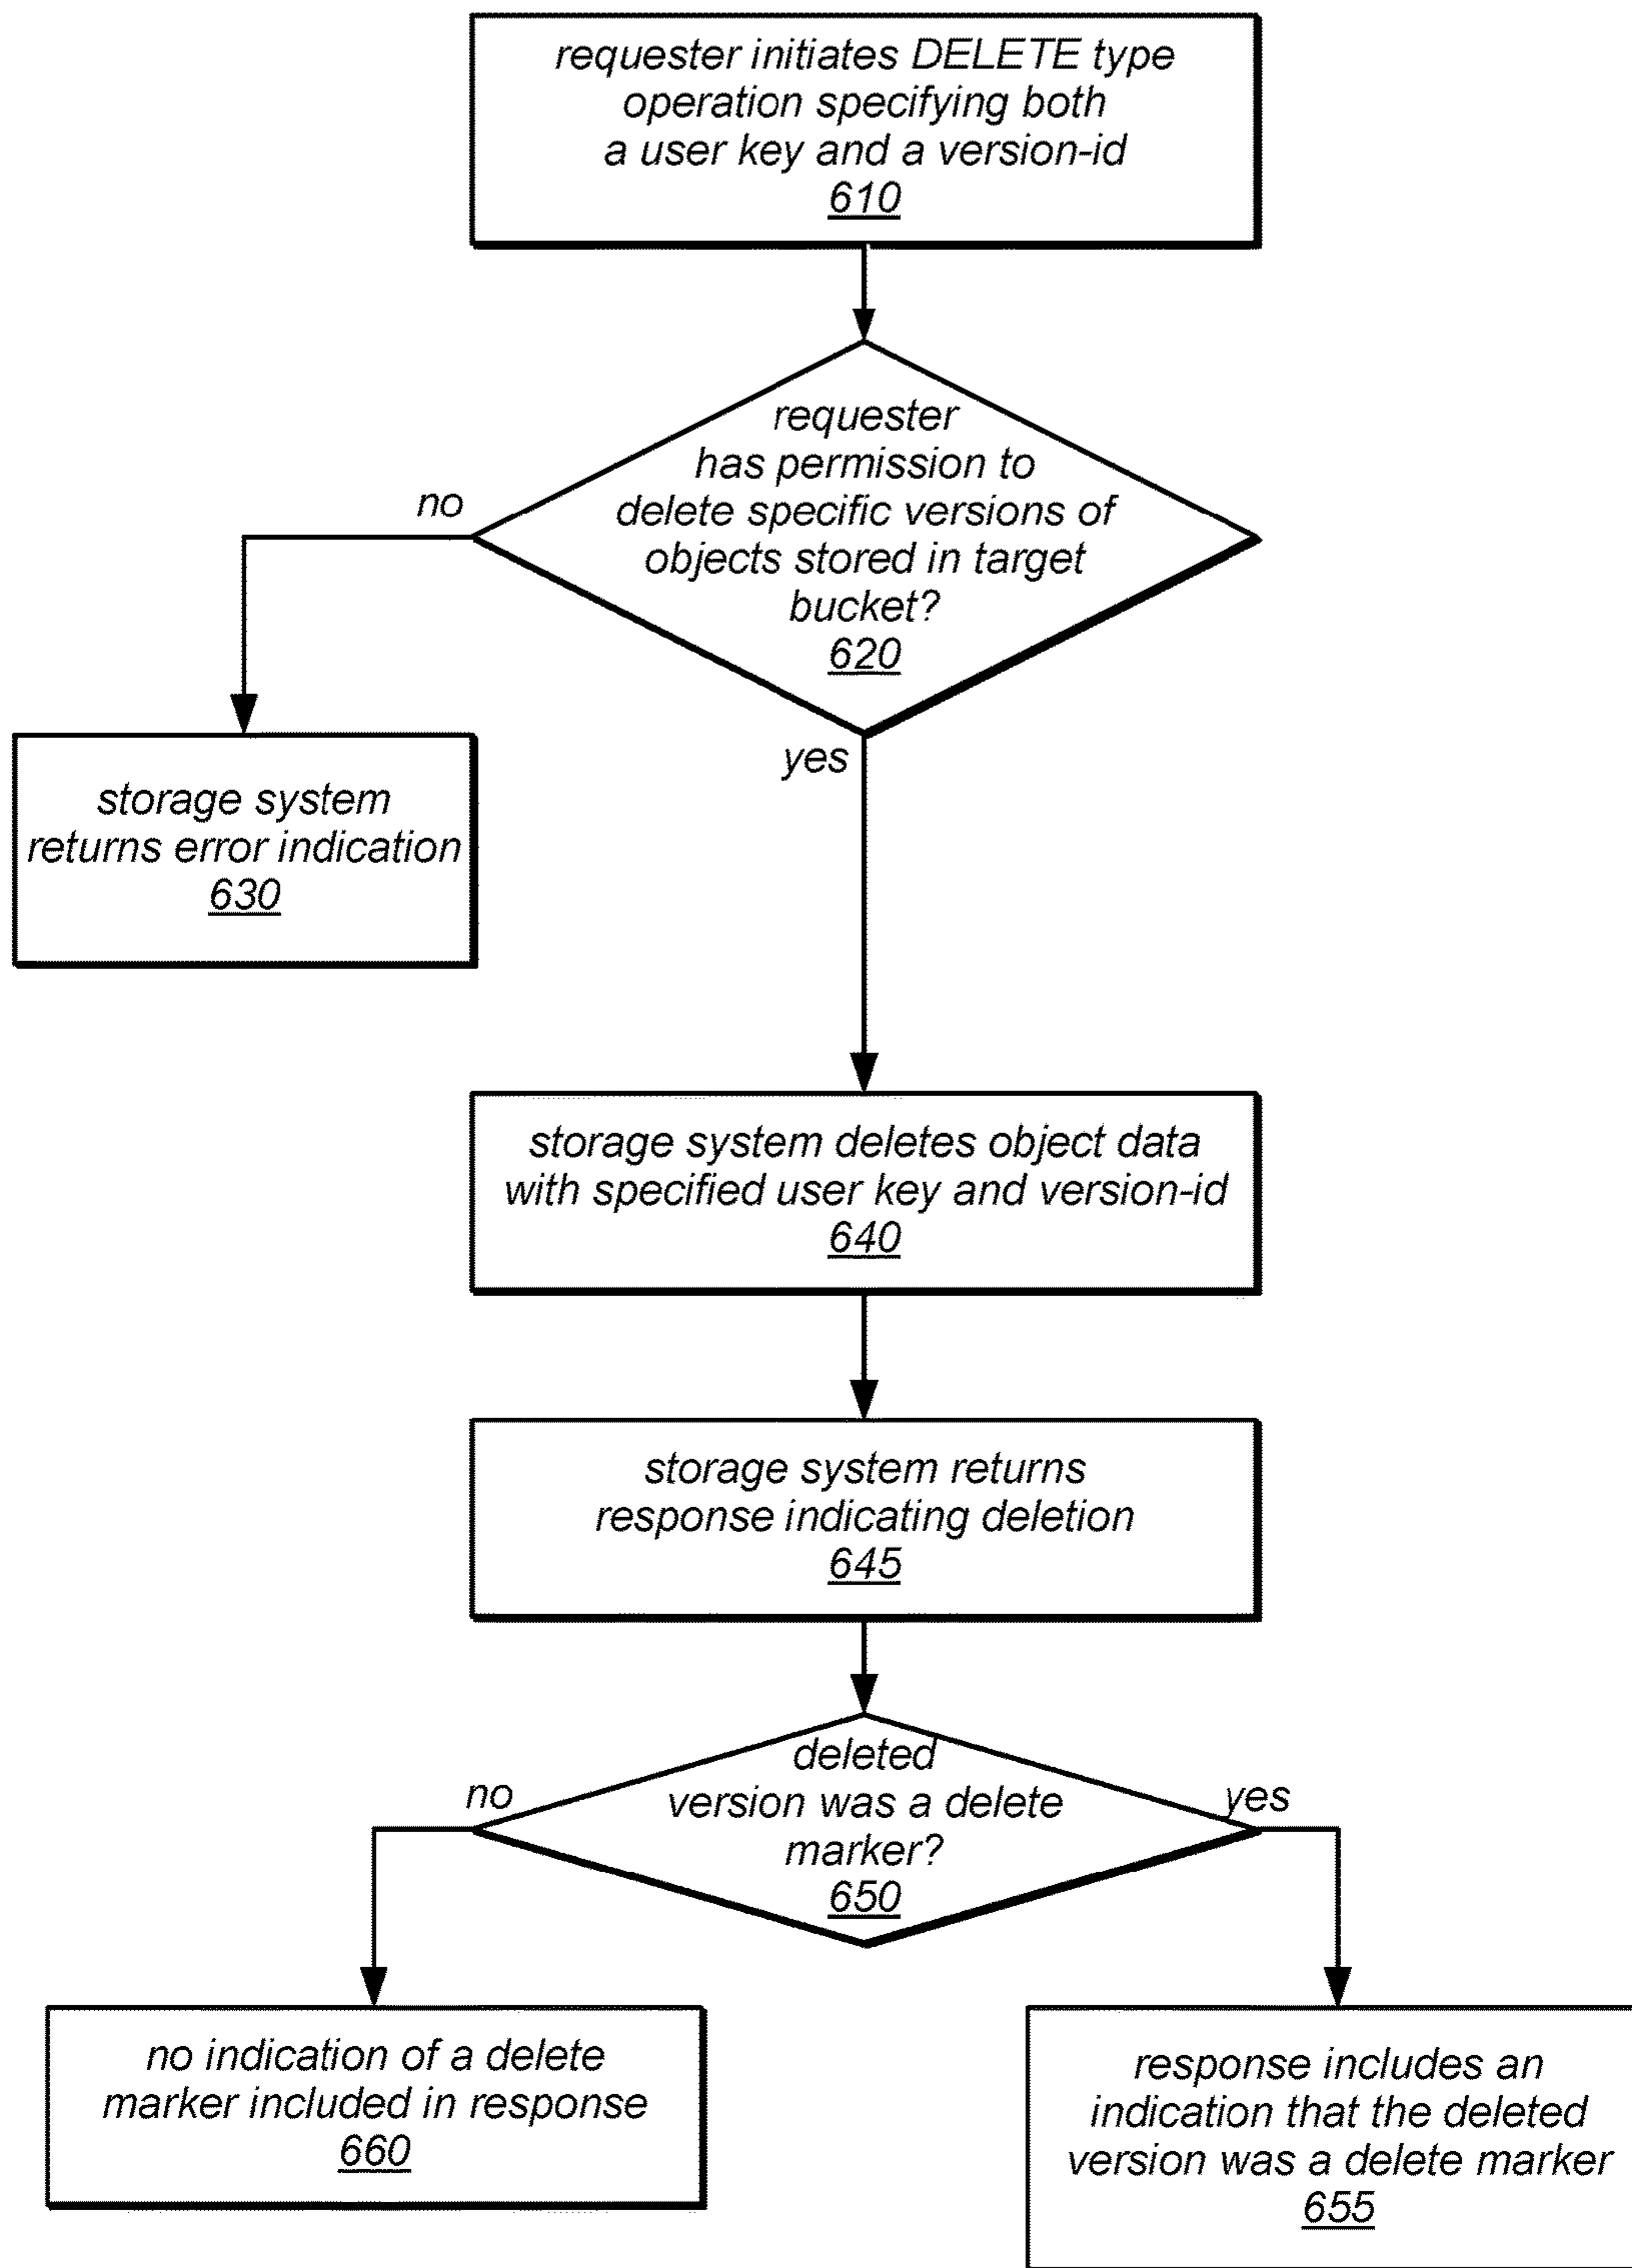 requester initiates DELETE type
operation specifying both
a user key and a version-id
610
requester
has permission to
delete specific versions of
objects stored in target
bucket?
620
no
yes
storage system
returns error indication
630
storage system deletes object data
with specified user key and version-id
640
storage system returns
response indicating deletion
645
deleted
version was a delete
marker?
650
no
yes
no indication of a delete
marker included in response
660
response includes an
indication that the deleted
version was a delete marker
655